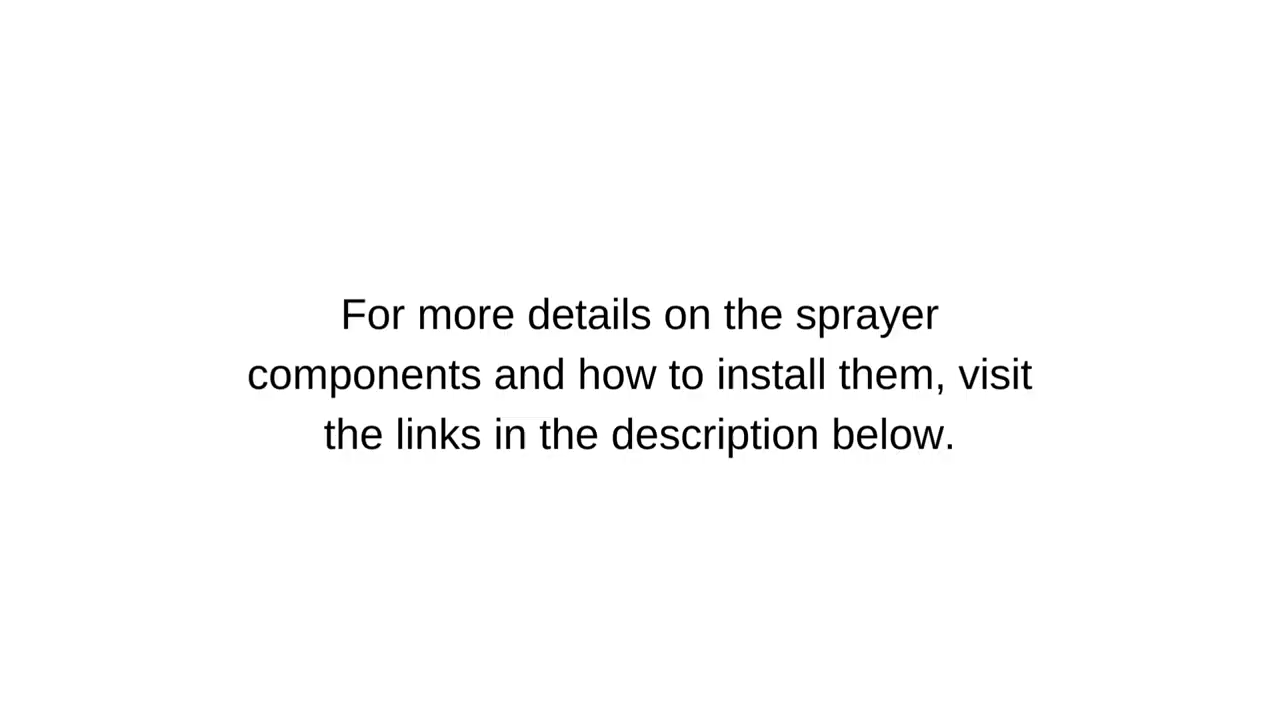 For more details on the sprayer
components and how to install them, visit
the links in the description below.